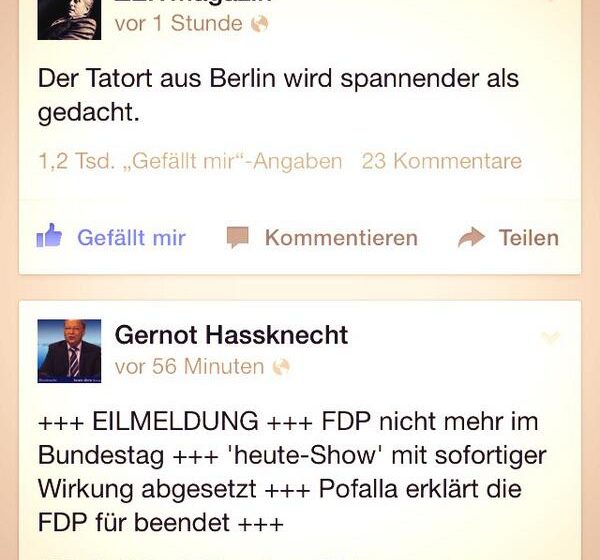 vor 1 Stunde
Der Tatort aus Berlin wird spannender als
gedacht.
1,2 Tsd. „Gefällt mir“-Angaben 23 Kommentare
Gefällt mir Kommentieren Teilen
Gernot Hassknecht
vor 56 Minuten
+++ EILMELDUNG +++ FDP nicht mehr im
Bundestag +++ 'heute-Show' mit sofortiger
Wirkung abgesetzt +++ Pofalla erklärt die
FDP für beendet +++